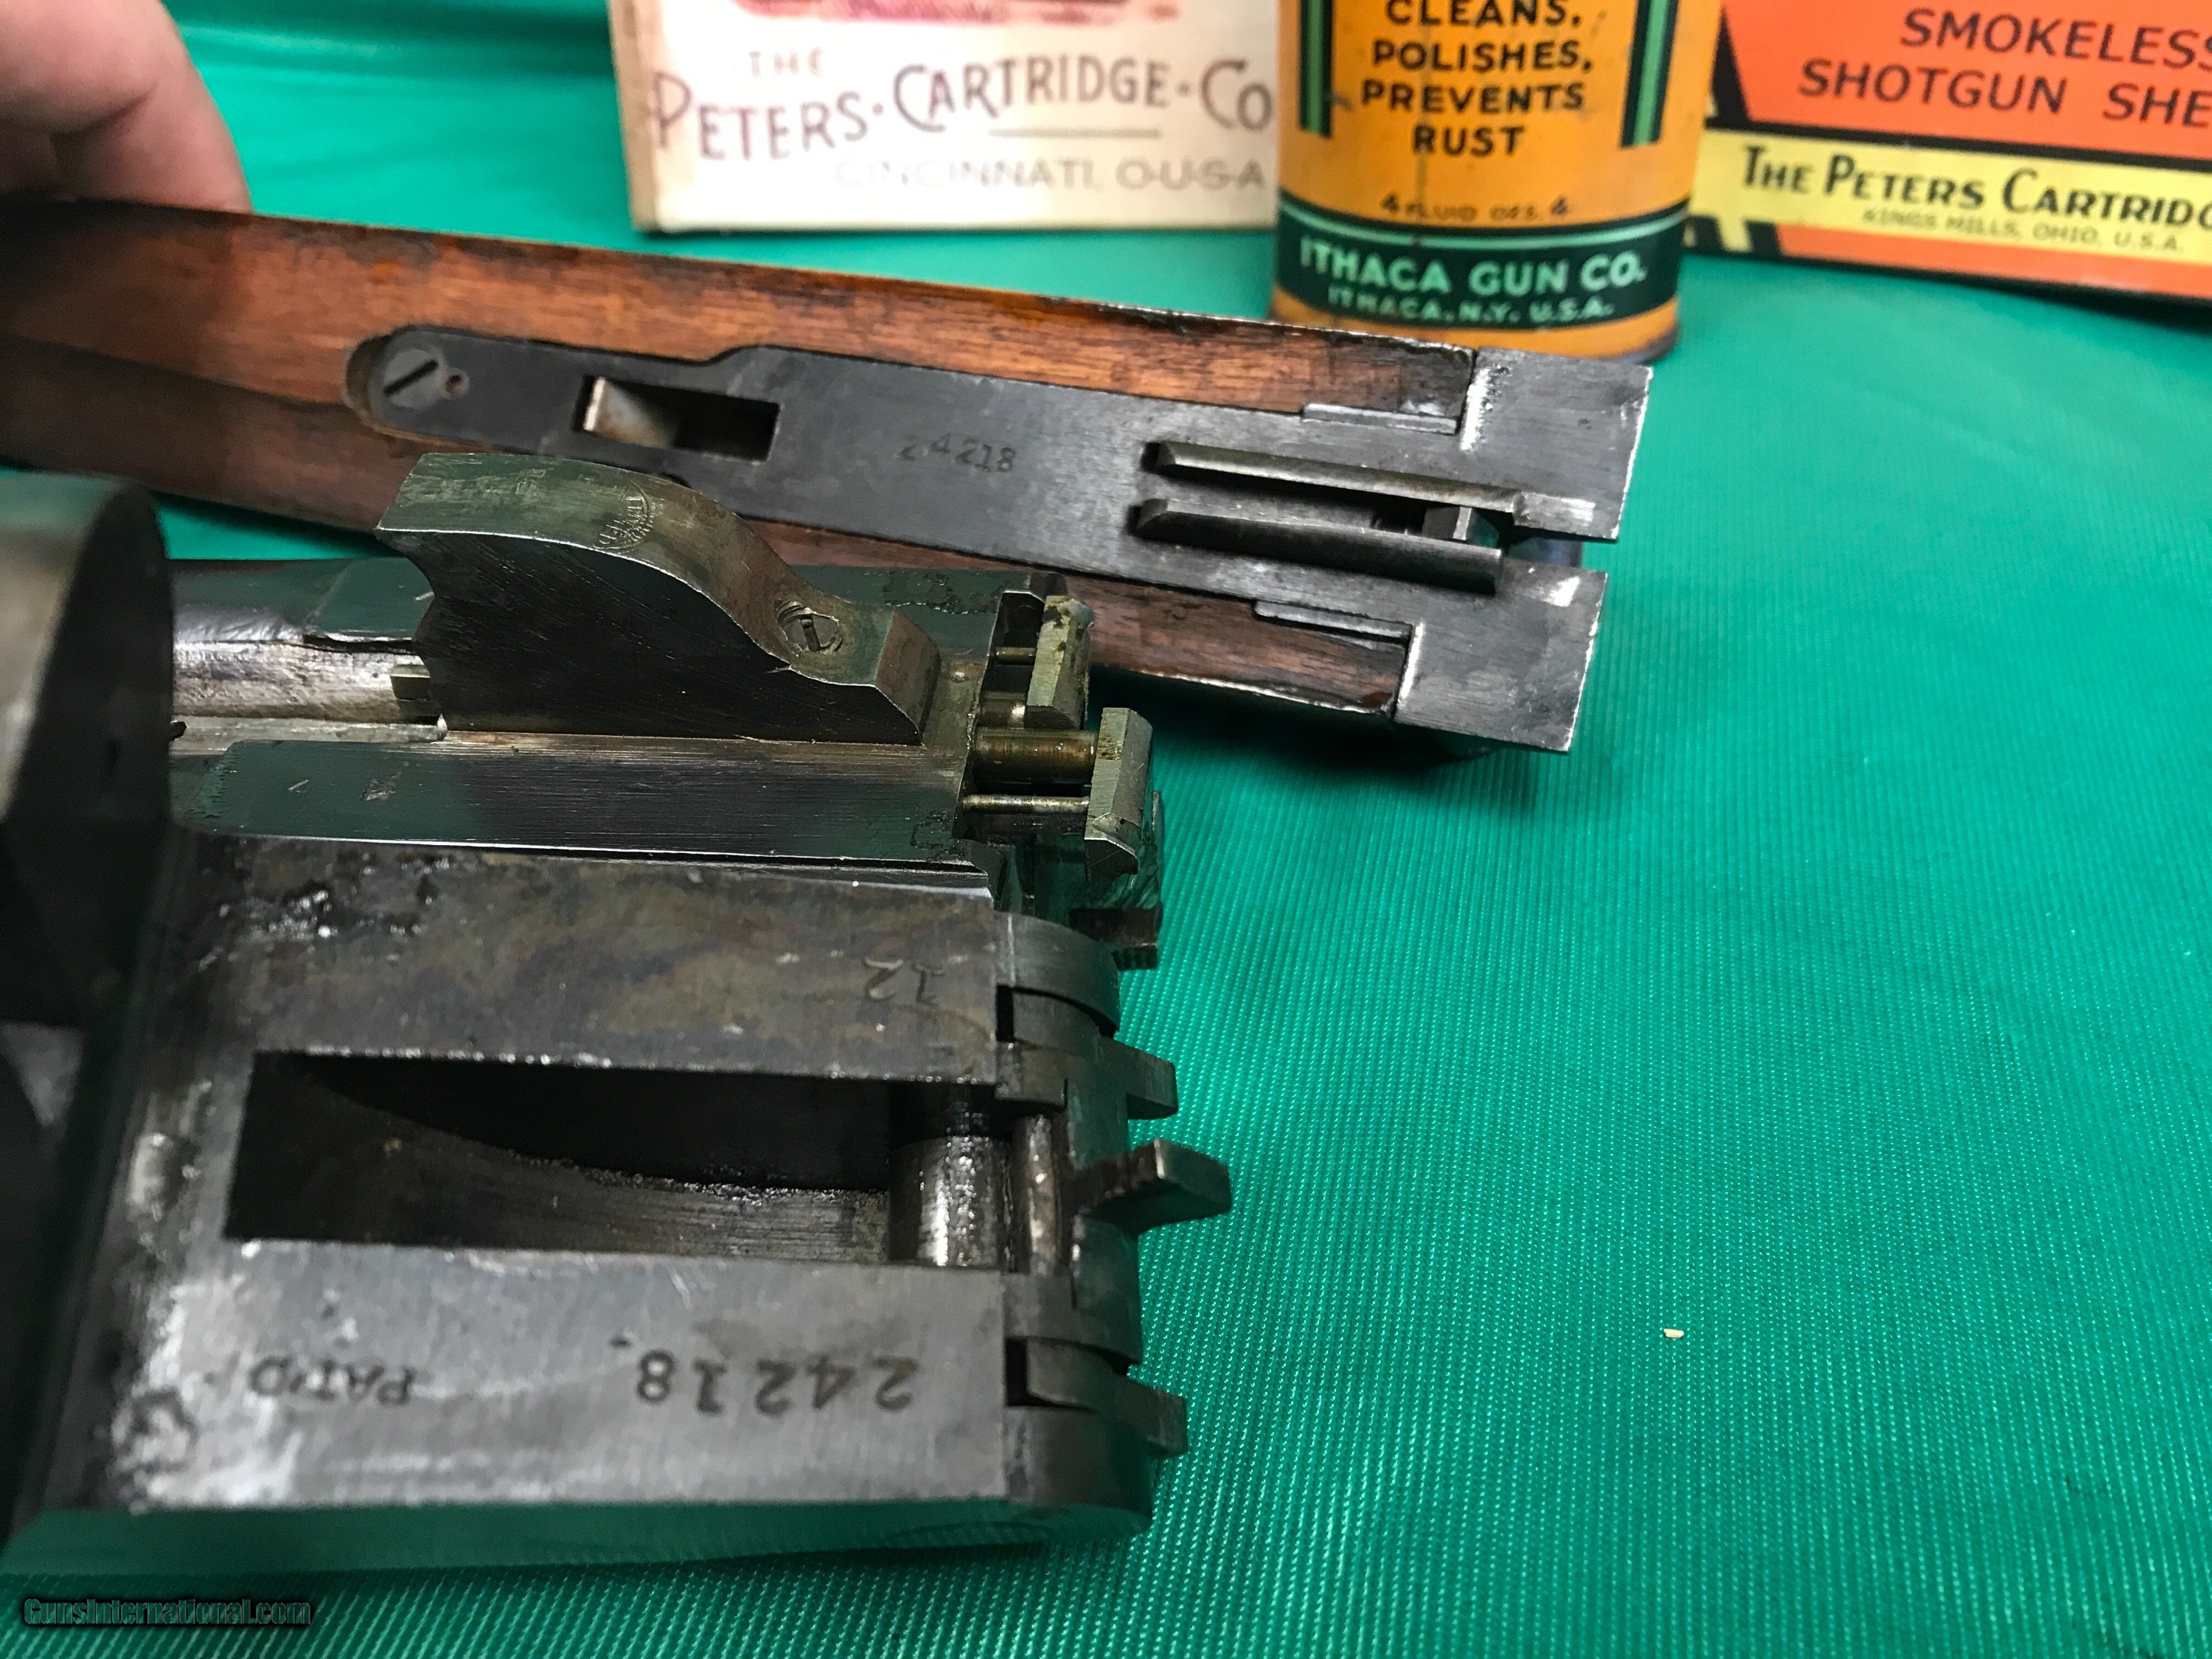 THE
PETERS·CARTRIDGE·CO
CINCINNATI, O.U.S.A
CLEANS,
POLISHES,
PREVENTS
RUST
4 FLUID OZS. 4
ITHACA GUN CO.
ITHACA, N.Y. U.S.A.
SMOKELESS
SHOTGUN SHE
THE PETERS CARTRIDG
KINGS MILLS, OHIO, U.S.A.
24218
12
24218
PAT'D
GunsInternational.com